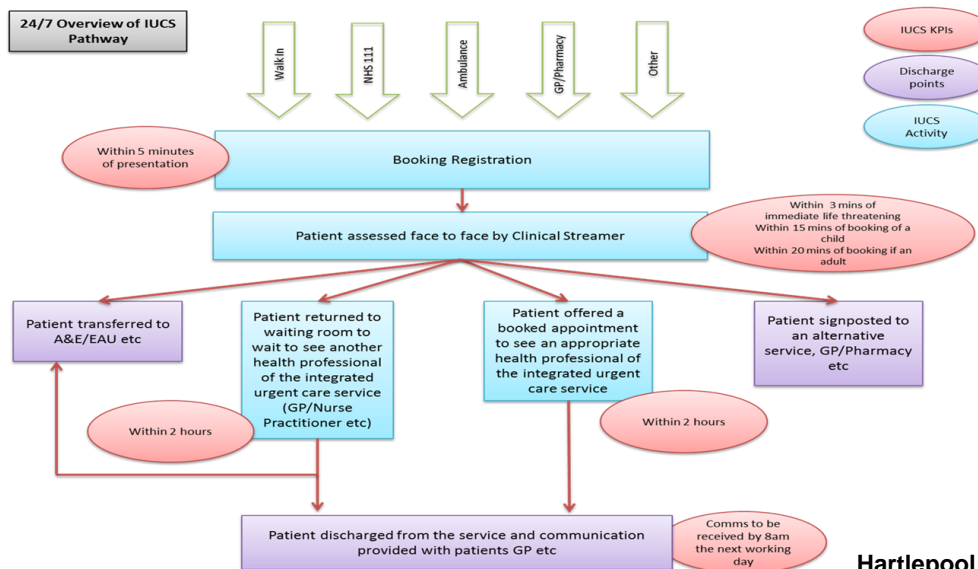 24/7 Overview of IUCS
Pathway
Walk In
NHS 111
Ambulance
GP/Pharmacy
Other
IUCS KPIs
Discharge
points
IUCS
Activity
Within 5 minutes
of presentation
Booking Registration
Patient assessed face to face by Clinical Streamer
Within 3 mins of
immediate life threatening
Within 15 mins of booking of a
child
Within 20 mins of booking if an
adult
Patient transferred to
A&E/EAU etc
Patient returned to
waiting room to
wait to see another
health professional
of the integrated
urgent care service
(GP/Nurse
Practitioner etc)
Patient offered a
booked appointment
to see an appropriate
health professional of
the integrated urgent
care service
Patient signposted to
an alternative
service, GP/Pharmacy
etc
Within 2 hours
Within 2 hours
Patient discharged from the service and communication
provided with patients GP etc
Comms to be
received by 8am
the next working
day
Hartlepool